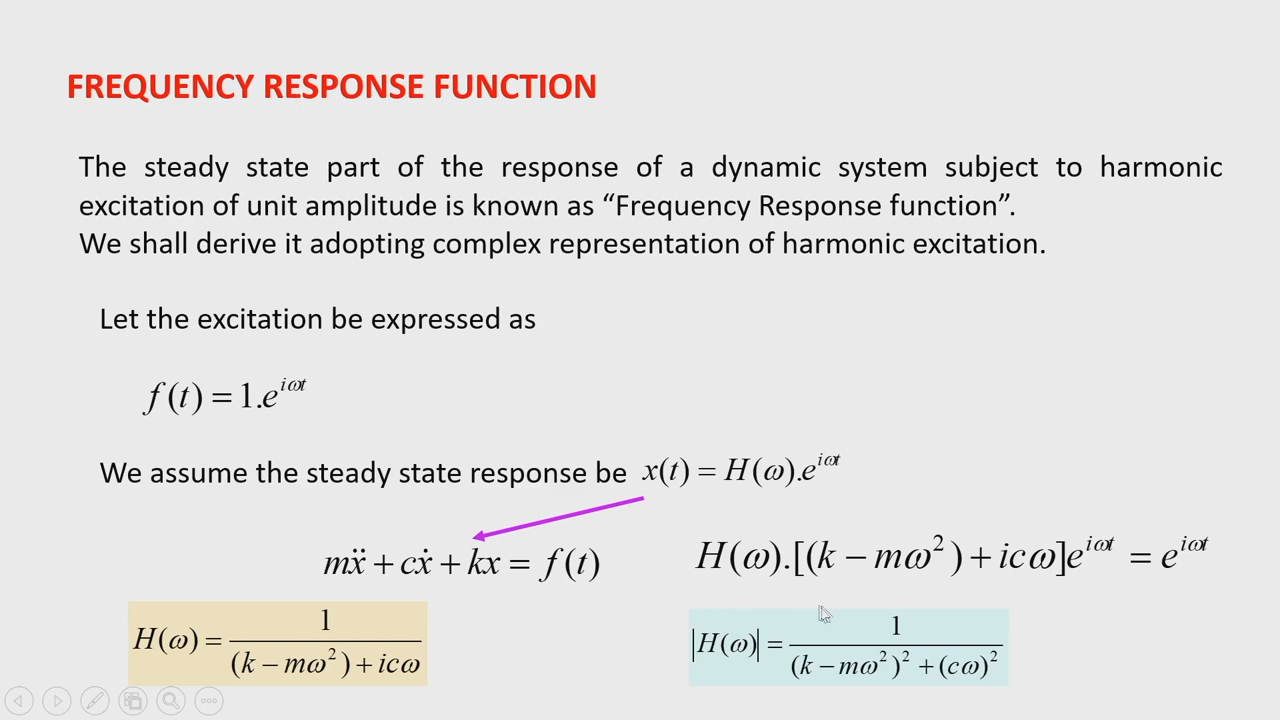 FREQUENCY RESPONSE FUNCTION
The steady state part of the response of a dynamic system subject to harmonic
excitation of unit amplitude is known as “Frequency Response function”.
We shall derive it adopting complex representation of harmonic excitation.
Let the excitation be expressed as
f(t) = 1.e^{iωt}
We assume the steady state response be x(t) = H(ω).e^{iωt}
mẍ + cẋ + kx = f(t)
H(ω).[(k − mω²) + icω]e^{iωt} = e^{iωt}
H(ω) = 1 / ((k − mω²) + icω)
|H(ω)| = 1 / ((k − mω²)² + (cω)²)